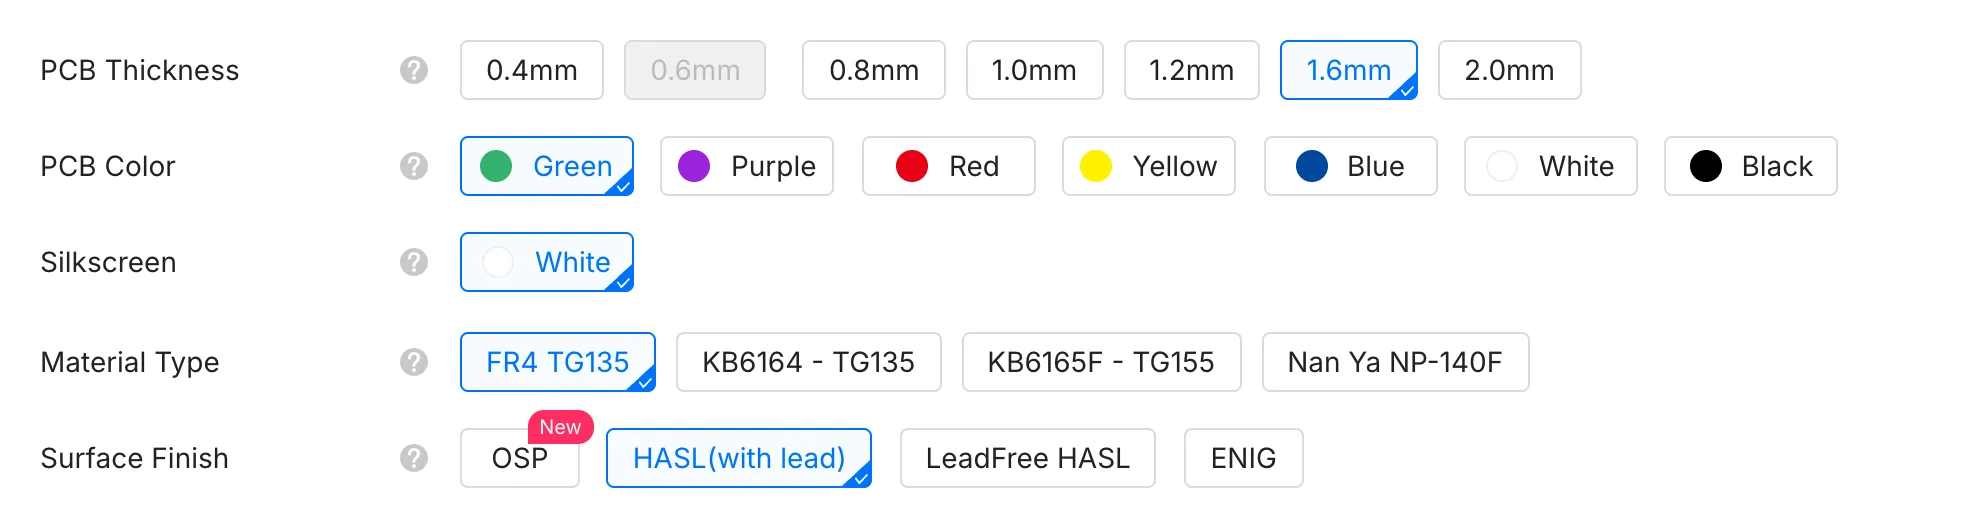 PCB Thickness ? 0.4mm 0.6mm 0.8mm 1.0mm 1.2mm 1.6mm 2.0mm
PCB Color ? Green Purple Red Yellow Blue White Black
Silkscreen ? White
Material Type ? FR4 TG135 KB6164 - TG135 KB6165F - TG155 Nan Ya NP-140F
New
Surface Finish ? OSP HASL(with lead) LeadFree HASL ENIG